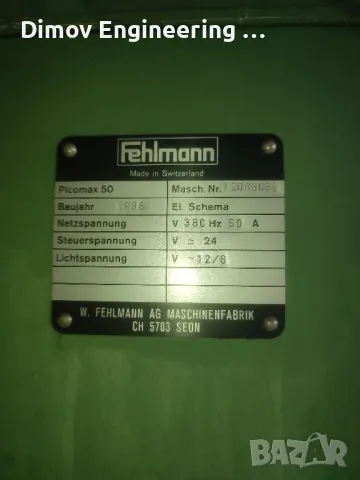 Dimov Engineering ...
Fehlmann
Made in Switzerland
Picomax 50 Masch. Nr.
Baujahr El. Schema
Netzspannung V 380 Hz 50 A
Steuerspannung V ≃ 24
Lichtspannung V ~12/6
W. FEHLMANN AG MASCHINENFABRIK
CH 5703 SEON
BAZAR